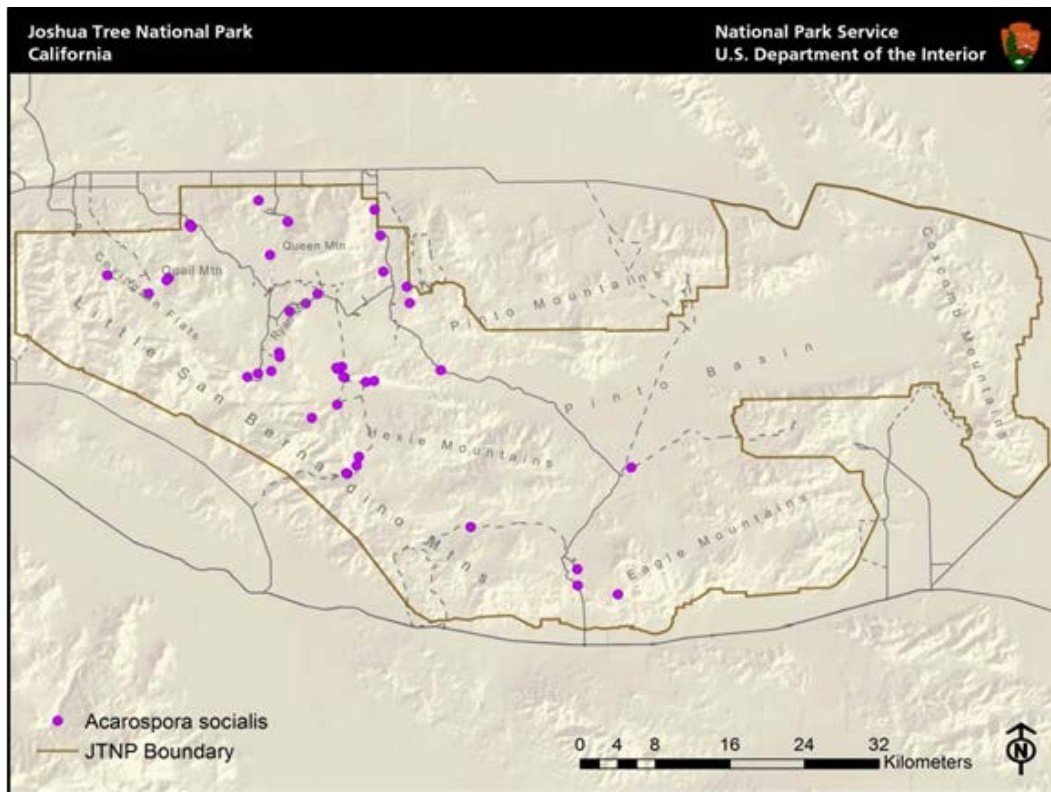 Joshua Tree National Park
California
National Park Service
U.S. Department of the Interior
Queen Mtn
Quail Mtn
Covington Flats
Pinto Mountains
Coxcomb Mountains
Little San Bernardino Mtns
Pinto Basin
Hexie Mountains
Eagle Mountains
Acarospora socialis
JTNP Boundary
0 4 8 16 24 32
Kilometers
N